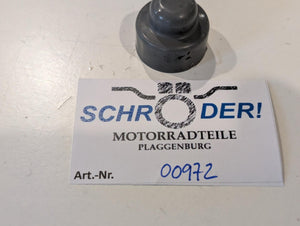 SCHRÖDER!
MOTORRADTEILE
PLAGGENBURG
Art.-Nr. 00972